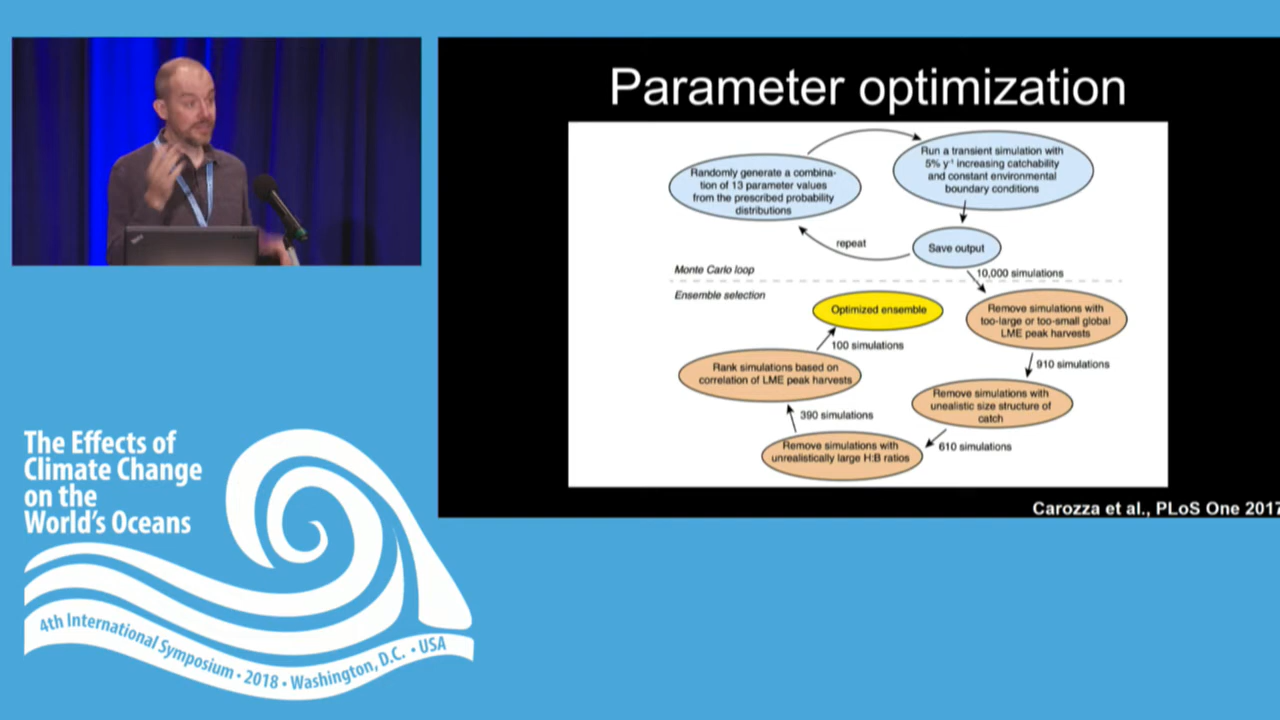 Parameter optimization
Randomly generate a combina-
tion of 13 parameter values
from the prescribed probability
distributions
Run a transient simulation with
5% y⁻¹ increasing catchability
and constant environmental
boundary conditions
repeat
Save output
Monte Carlo loop
10,000 simulations
Ensemble selection
Optimized ensemble
Remove simulations with
too-large or too-small global
LME peak harvests
100 simulations
910 simulations
Rank simulations based on
correlation of LME peak harvests
Remove simulations with
unealistic size structure of
catch
390 simulations
610 simulations
Remove simulations with
unrealistically large H:B ratios
Carozza et al., PLoS One 2017
The Effects of
Climate Change
on the
World's Oceans
4th International Symposium • 2018 • Washington, D.C. • USA